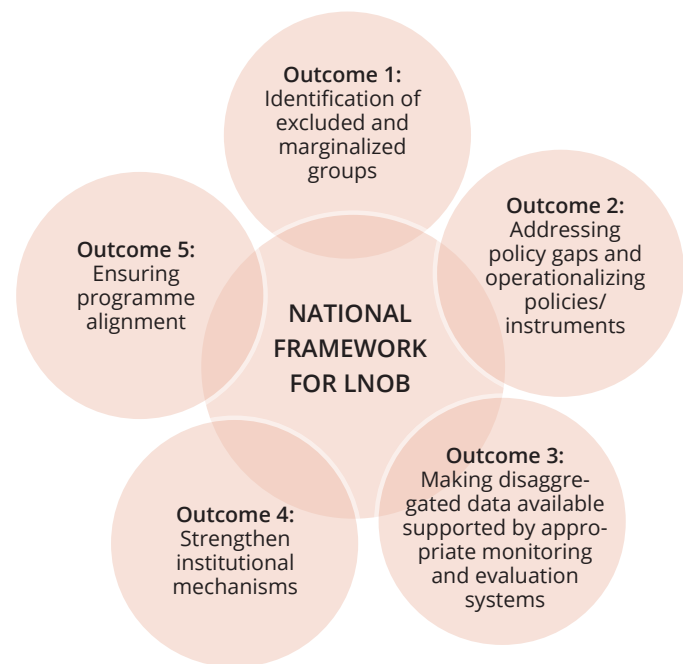 Outcome 1:
Identification of
excluded and
marginalized
groups
Outcome 2:
Addressing
policy gaps and
operationalizing
policies/
instruments
Outcome 5:
Ensuring
programme
alignment
NATIONAL
FRAMEWORK
FOR LNOB
Outcome 3:
Making disaggre-
gated data available
supported by appro-
priate monitoring
and evaluation
systems
Outcome 4:
Strengthen
institutional
mechanisms